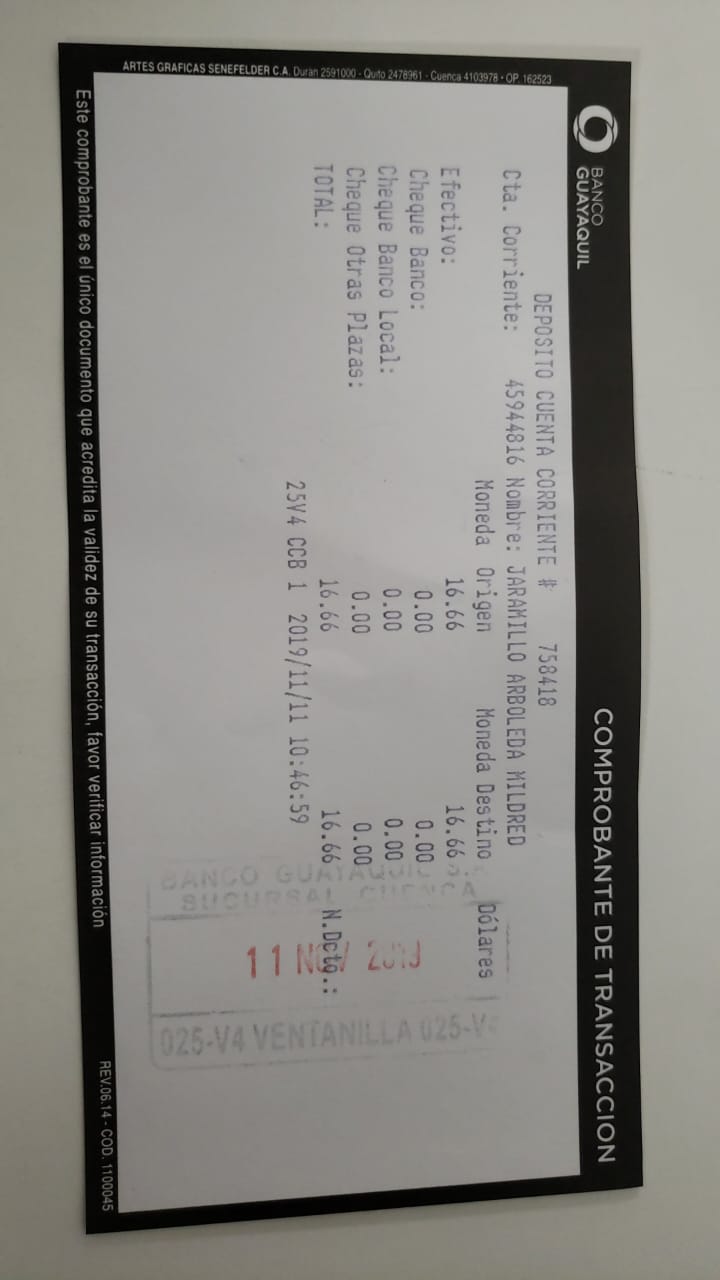 BANCO
GUAYAQUIL
COMPROBANTE DE TRANSACCION
DEPOSITO CUENTA CORRIENTE # 758418
Cta. Corriente: 45944816 Nombre: JARAMILLO ARBOLEDA MILDRED
Moneda Origen Moneda Destino Dólares
Efectivo: 16.66 16.66
Cheque Banco: 0.00 0.00
Cheque Banco Local: 0.00 0.00
Cheque Otras Plazas: 0.00 0.00
TOTAL: 16.66 16.66 N.Dcto.:
25V4 CCB 1 2019/11/11 10:46:59
BANCO GUAYAQUIL S.A.
SUCURSAL CUENCA
11 NOV 2019
025-V4 VENTANILLA 025-V4
ARTES GRAFICAS SENEFELDER C.A. Durán 2591000 - Quito 2478961 - Cuenca 4103978 • OP. 162523
Este comprobante es el único documento que acredita la validez de su transacción, favor verificar información
REV.06.14 - COD. 1100045